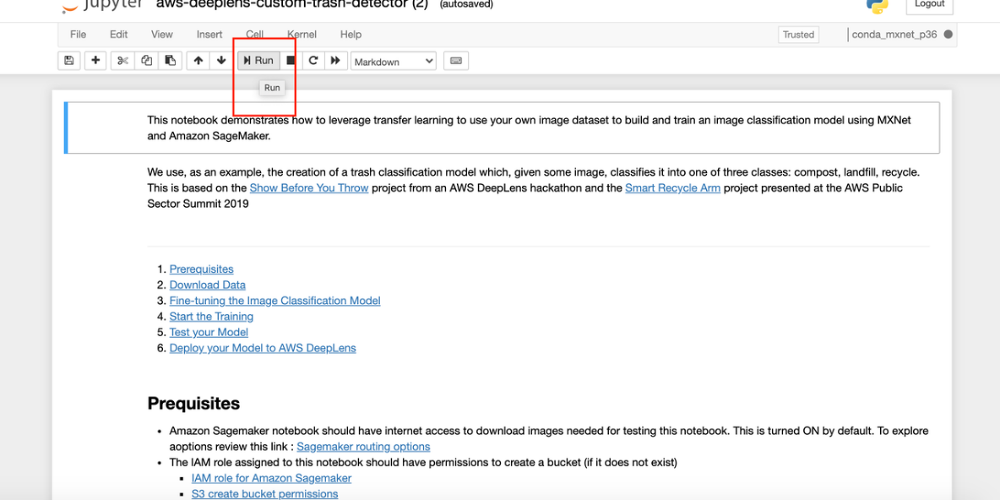 jupyter aws-deeplens-custom-trash-detector (2) (autosaved) Logout
File Edit View Insert Cell Kernel Help Trusted conda_mxnet_p36
Run Markdown
Run
This notebook demonstrates how to leverage transfer learning to use your own image dataset to build and train an image classification model using MXNet
and Amazon SageMaker.
We use, as an example, the creation of a trash classification model which, given some image, classifies it into one of three classes: compost, landfill, recycle.
This is based on the Show Before You Throw project from an AWS DeepLens hackathon and the Smart Recycle Arm project presented at the AWS Public
Sector Summit 2019
1. Prerequisites
2. Download Data
3. Fine-tuning the Image Classification Model
4. Start the Training
5. Test your Model
6. Deploy your Model to AWS DeepLens
Prequisites
• Amazon Sagemaker notebook should have internet access to download images needed for testing this notebook. This is turned ON by default. To explore
aoptions review this link : Sagemaker routing options
• The IAM role assigned to this notebook should have permissions to create a bucket (if it does not exist)
▪ IAM role for Amazon Sagemaker
▪ S3 create bucket permissions